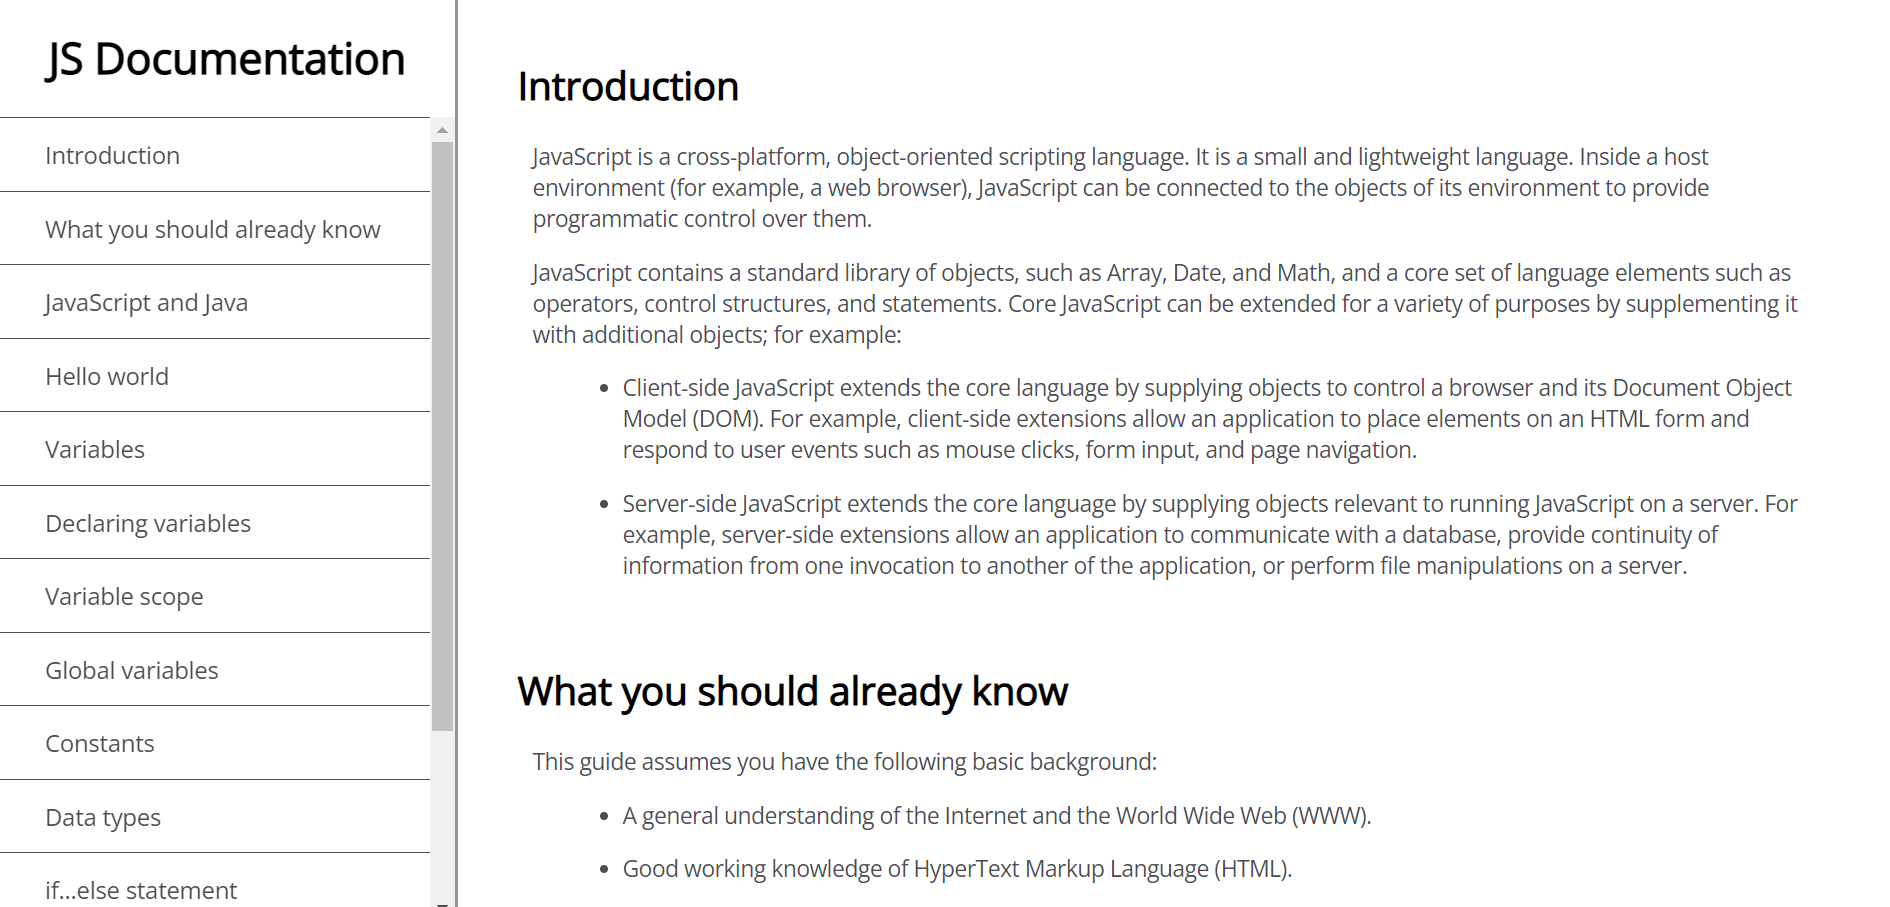 JS Documentation
Introduction
What you should already know
JavaScript and Java
Hello world
Variables
Declaring variables
Variable scope
Global variables
Constants
Data types
if...else statement
Introduction
JavaScript is a cross-platform, object-oriented scripting language. It is a small and lightweight language. Inside a host
environment (for example, a web browser), JavaScript can be connected to the objects of its environment to provide
programmatic control over them.
JavaScript contains a standard library of objects, such as Array, Date, and Math, and a core set of language elements such as
operators, control structures, and statements. Core JavaScript can be extended for a variety of purposes by supplementing it
with additional objects; for example:
• Client-side JavaScript extends the core language by supplying objects to control a browser and its Document Object
Model (DOM). For example, client-side extensions allow an application to place elements on an HTML form and
respond to user events such as mouse clicks, form input, and page navigation.
• Server-side JavaScript extends the core language by supplying objects relevant to running JavaScript on a server. For
example, server-side extensions allow an application to communicate with a database, provide continuity of
information from one invocation to another of the application, or perform file manipulations on a server.
What you should already know
This guide assumes you have the following basic background:
• A general understanding of the Internet and the World Wide Web (WWW).
• Good working knowledge of HyperText Markup Language (HTML).